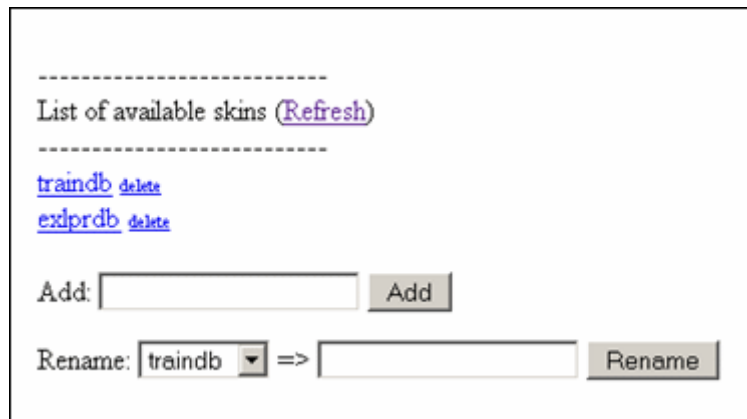 ---------------------------
List of available skins (Refresh)
---------------------------
traindb delete
exlprdb delete
Add: Add
Rename: traindb => Rename